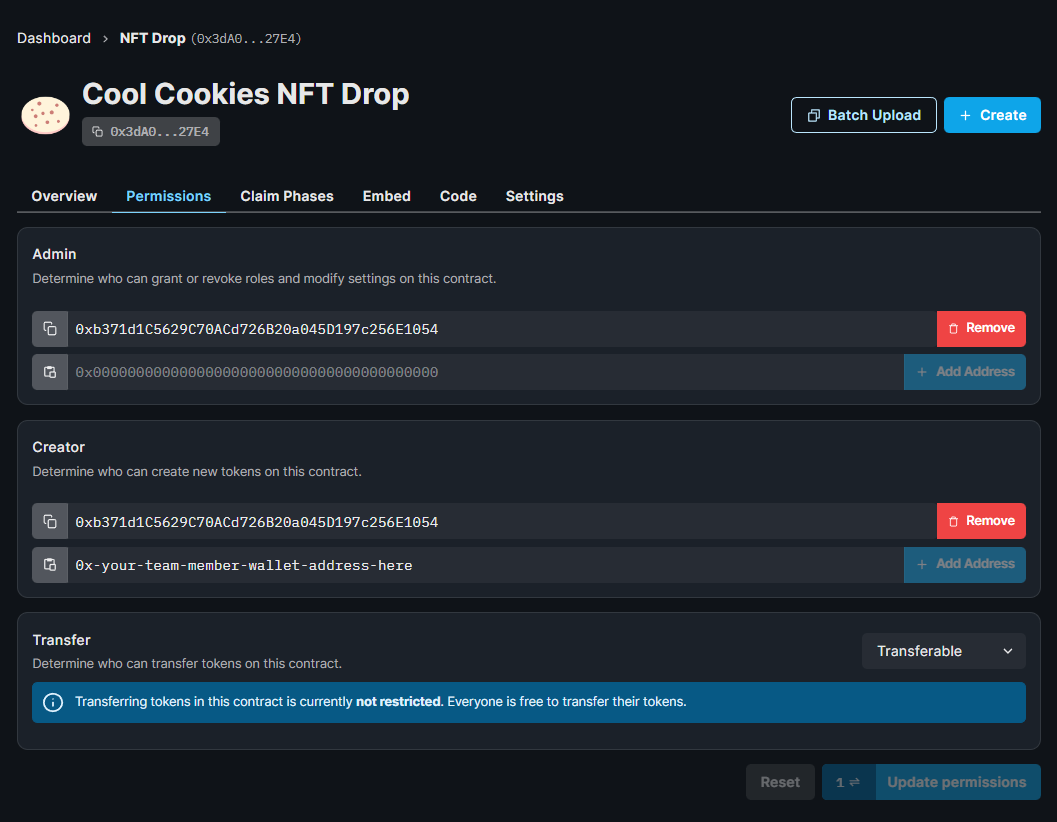 Dashboard › NFT Drop (0x3dA0...27E4)
Cool Cookies NFT Drop
0x3dA0...27E4
Batch Upload
+ Create
Overview Permissions Claim Phases Embed Code Settings
Admin
Determine who can grant or revoke roles and modify settings on this contract.
0xb371d1C5629C70ACd726B20a045D197c256E1054
Remove
0x0000000000000000000000000000000000000000
+ Add Address
Creator
Determine who can create new tokens on this contract.
0xb371d1C5629C70ACd726B20a045D197c256E1054
Remove
0x-your-team-member-wallet-address-here
+ Add Address
Transfer
Determine who can transfer tokens on this contract.
Transferable
Transferring tokens in this contract is currently not restricted. Everyone is free to transfer their tokens.
Reset
1 ⇌ Update permissions